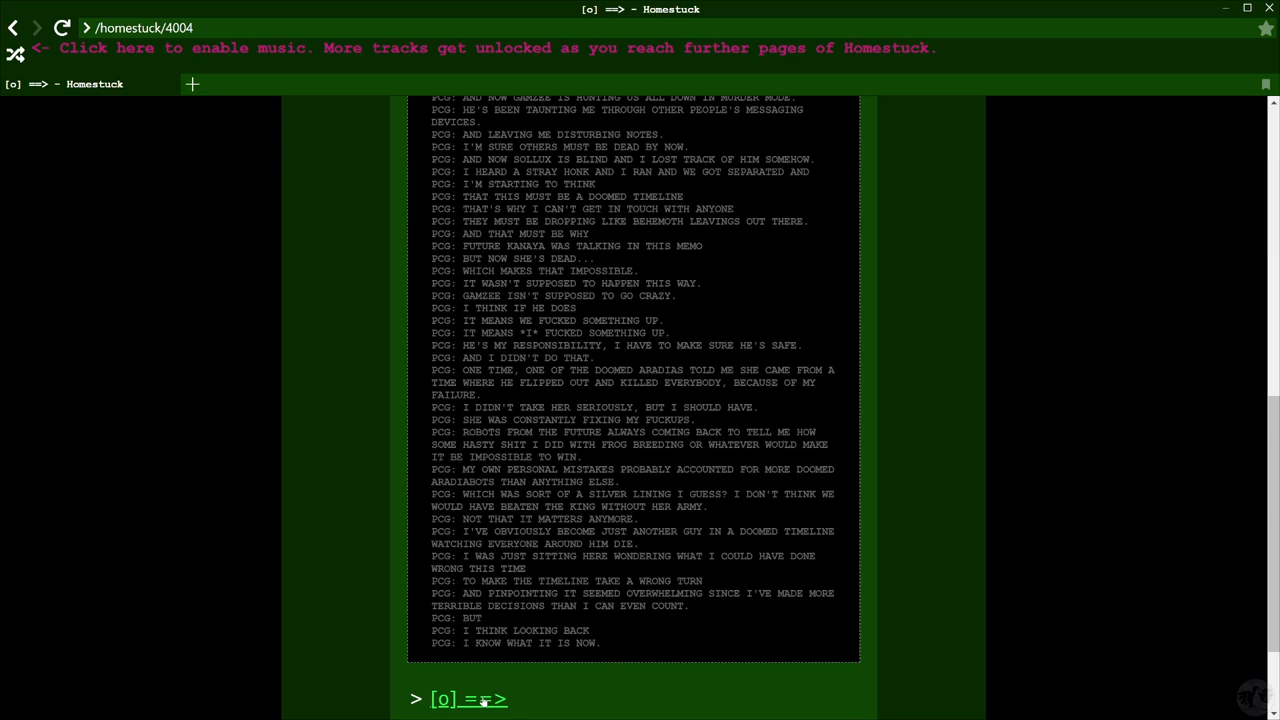 [o] ==> - Homestuck
/homestuck/4004
<- Click here to enable music. More tracks get unlocked as you reach further pages of Homestuck.
[o] ==> - Homestuck
PCG: AND NOW GAMZEE IS HUNTING US ALL DOWN IN MURDER MODE.
PCG: HE'S BEEN TAUNTING ME THROUGH OTHER PEOPLE'S MESSAGING
DEVICES.
PCG: AND LEAVING ME DISTURBING NOTES.
PCG: I'M SURE OTHERS MUST BE DEAD BY NOW.
PCG: AND NOW SOLLUX IS BLIND AND I LOST TRACK OF HIM SOMEHOW.
PCG: I HEARD A STRAY HONK AND I RAN AND WE GOT SEPARATED AND
PCG: I'M STARTING TO THINK
PCG: THAT THIS MUST BE A DOOMED TIMELINE
PCG: THAT'S WHY I CAN'T GET IN TOUCH WITH ANYONE
PCG: THEY MUST BE DROPPING LIKE BEHEMOTH LEAVINGS OUT THERE.
PCG: AND THAT MUST BE WHY
PCG: FUTURE KANAYA WAS TALKING IN THIS MEMO
PCG: BUT NOW SHE'S DEAD...
PCG: WHICH MAKES THAT IMPOSSIBLE.
PCG: IT WASN'T SUPPOSED TO HAPPEN THIS WAY.
PCG: GAMZEE ISN'T SUPPOSED TO GO CRAZY.
PCG: I THINK IF HE DOES
PCG: IT MEANS WE FUCKED SOMETHING UP.
PCG: IT MEANS *I* FUCKED SOMETHING UP.
PCG: HE'S MY RESPONSIBILITY, I HAVE TO MAKE SURE HE'S SAFE.
PCG: AND I DIDN'T DO THAT.
PCG: ONE TIME, ONE OF THE DOOMED ARADIAS TOLD ME SHE CAME FROM A
TIME WHERE HE FLIPPED OUT AND KILLED EVERYBODY, BECAUSE OF MY
FAILURE.
PCG: I DIDN'T TAKE HER SERIOUSLY, BUT I SHOULD HAVE.
PCG: SHE WAS CONSTANTLY FIXING MY FUCKUPS.
PCG: ROBOTS FROM THE FUTURE ALWAYS COMING BACK TO TELL ME HOW
SOME HASTY SHIT I DID WITH FROG BREEDING OR WHATEVER WOULD MAKE
IT BE IMPOSSIBLE TO WIN.
PCG: MY OWN PERSONAL MISTAKES PROBABLY ACCOUNTED FOR MORE DOOMED
ARADIABOTS THAN ANYTHING ELSE.
PCG: WHICH WAS SORT OF A SILVER LINING I GUESS? I DON'T THINK WE
WOULD HAVE BEATEN THE KING WITHOUT HER ARMY.
PCG: NOT THAT IT MATTERS ANYMORE.
PCG: I'VE OBVIOUSLY BECOME JUST ANOTHER GUY IN A DOOMED TIMELINE
WATCHING EVERYONE AROUND HIM DIE.
PCG: I WAS JUST SITTING HERE WONDERING WHAT I COULD HAVE DONE
WRONG THIS TIME
PCG: TO MAKE THE TIMELINE TAKE A WRONG TURN
PCG: AND PINPOINTING IT SEEMED OVERWHELMING SINCE I'VE MADE MORE
TERRIBLE DECISIONS THAN I CAN EVEN COUNT.
PCG: BUT
PCG: I THINK LOOKING BACK
PCG: I KNOW WHAT IT IS NOW.
> [o] ==>